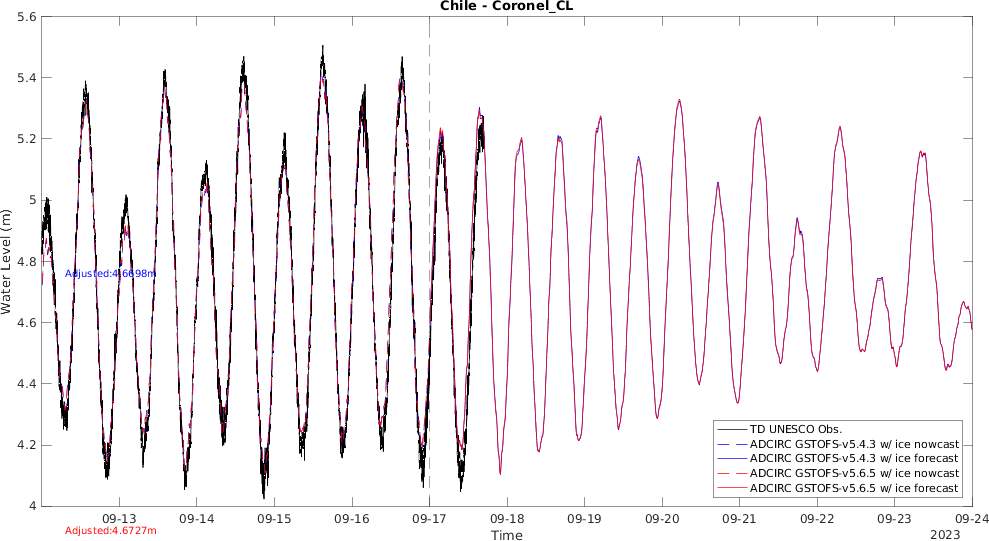 Chile - Coronel_CL
5.6
5.4
5.2
5
4.8
4.6
4.4
4.2
4
Water Level (m)
Adjusted:4.6698m
TD UNESCO Obs.
ADCIRC GSTOFS-v5.4.3 w/ ice nowcast
ADCIRC GSTOFS-v5.4.3 w/ ice forecast
ADCIRC GSTOFS-v5.6.5 w/ ice nowcast
ADCIRC GSTOFS-v5.6.5 w/ ice forecast
09-13 09-14 09-15 09-16 09-17 09-18 09-19 09-20 09-21 09-22 09-23 09-24
Adjusted:4.6727m
Time
2023